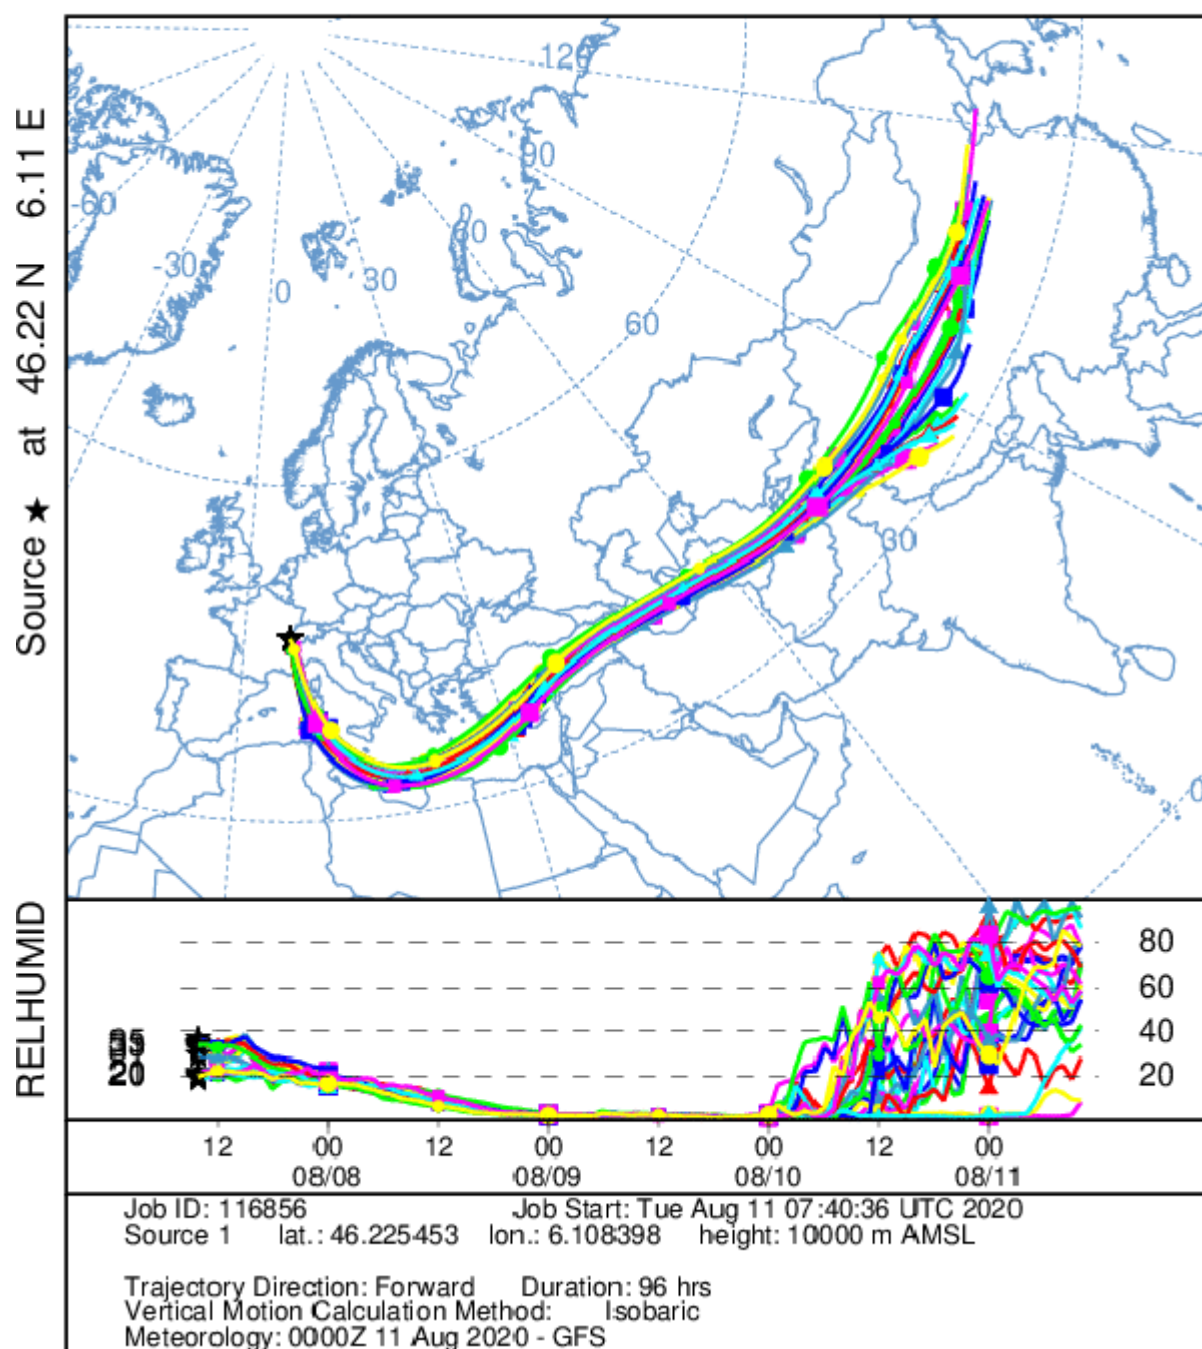 Source ★ at 46.22 N 6.11 E
120
90
-60
60
-30
30
0
60
30
0
RELHUMID
80
60
40
20
20
12 00 12 00 12 00 12 00
08/08 08/09 08/10 08/11
Job ID: 116856 Job Start: Tue Aug 11 07:40:36 UTC 2020
Source 1 lat.: 46.225453 lon.: 6.108398 height: 10000 m AMSL
Trajectory Direction: Forward Duration: 96 hrs
Vertical Motion Calculation Method: Isobaric
Meteorology: 0000Z 11 Aug 2020 - GFS